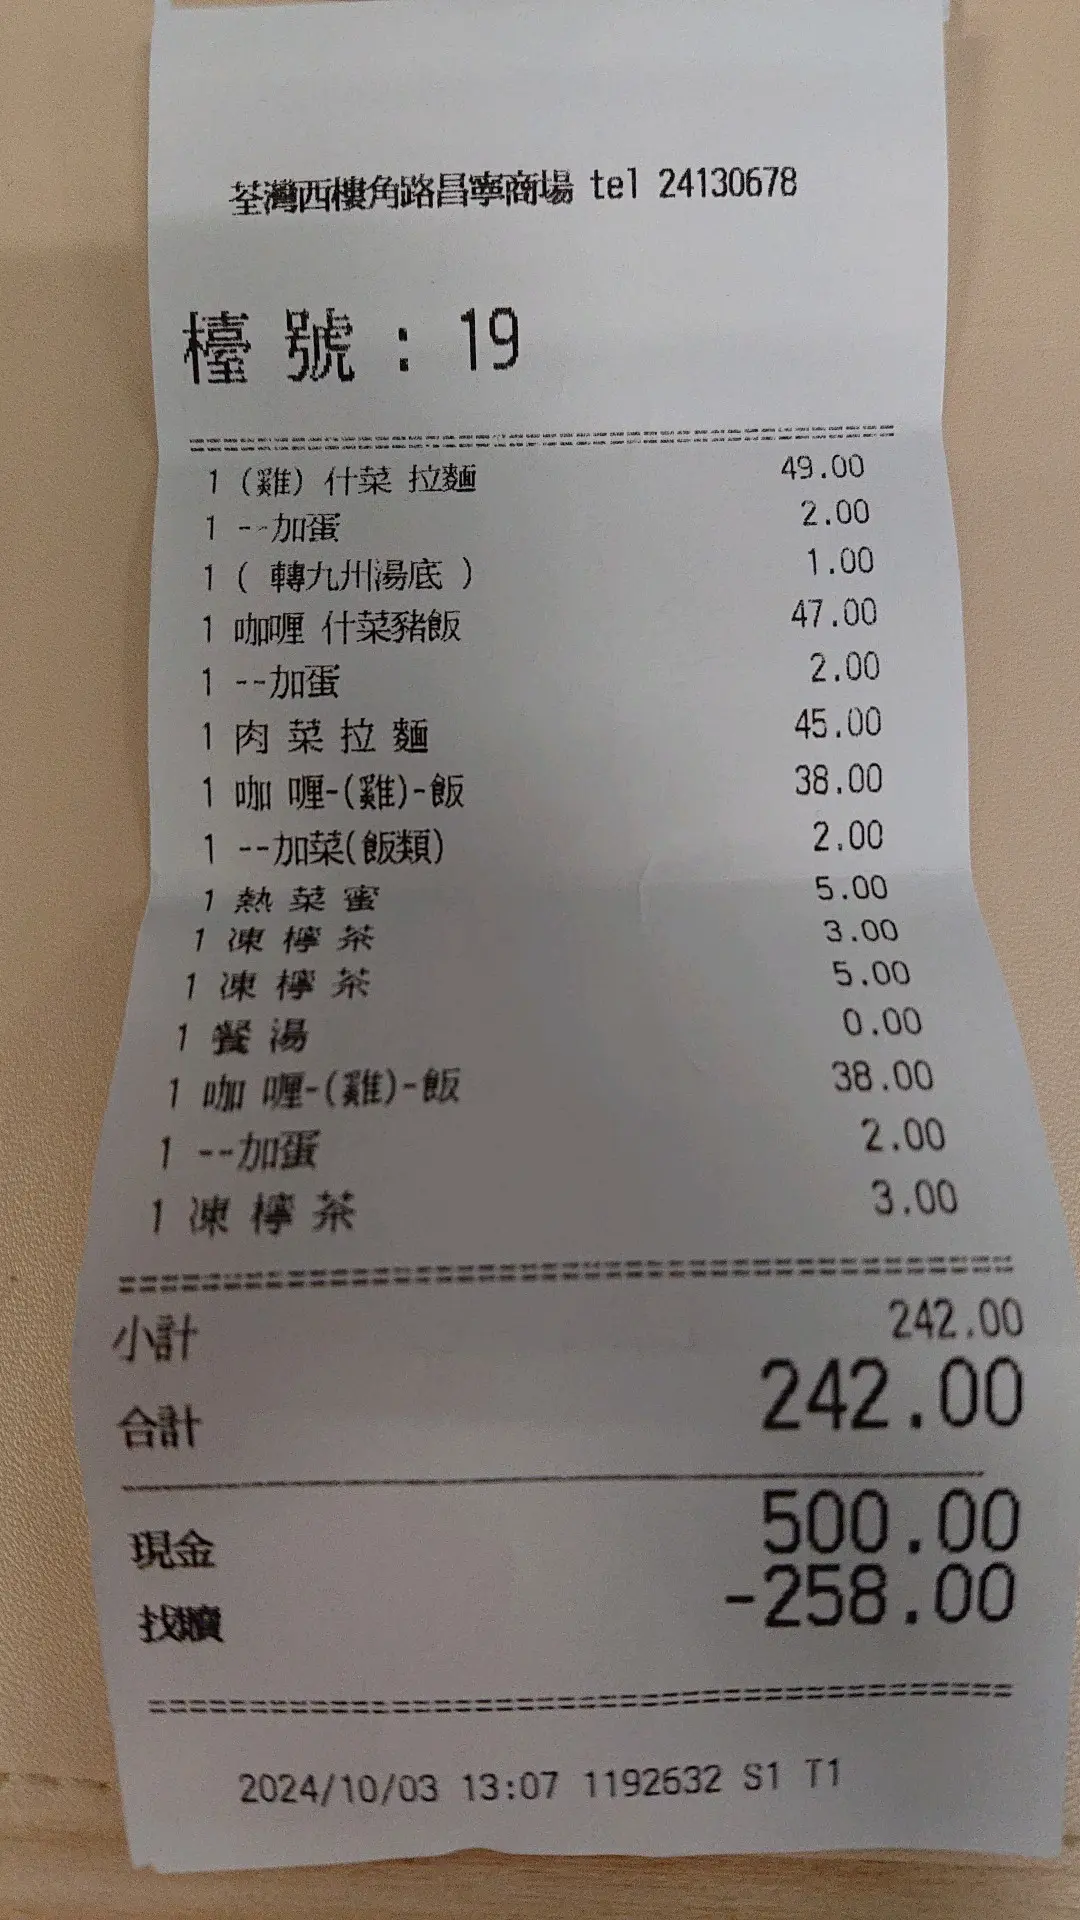 荃灣西樓角路昌寧商場 tel 24130678
檯號：19
1 (雞) 什菜 拉麵 49.00
1 --加蛋 2.00
1 ( 轉九州湯底 ) 1.00
1 咖喱 什菜豬飯 47.00
1 --加蛋 2.00
1 肉菜拉麵 45.00
1 咖喱-(雞)-飯 38.00
1 --加菜(飯類) 2.00
1 熱菜蜜 5.00
1 凍檸茶 3.00
1 凍檸茶 5.00
1 餐湯 0.00
1 咖喱-(雞)-飯 38.00
1 --加蛋 2.00
1 凍檸茶 3.00
小計 242.00
合計 242.00
現金 500.00
找贖 -258.00
2024/10/03 13:07 1192632 S1 T1